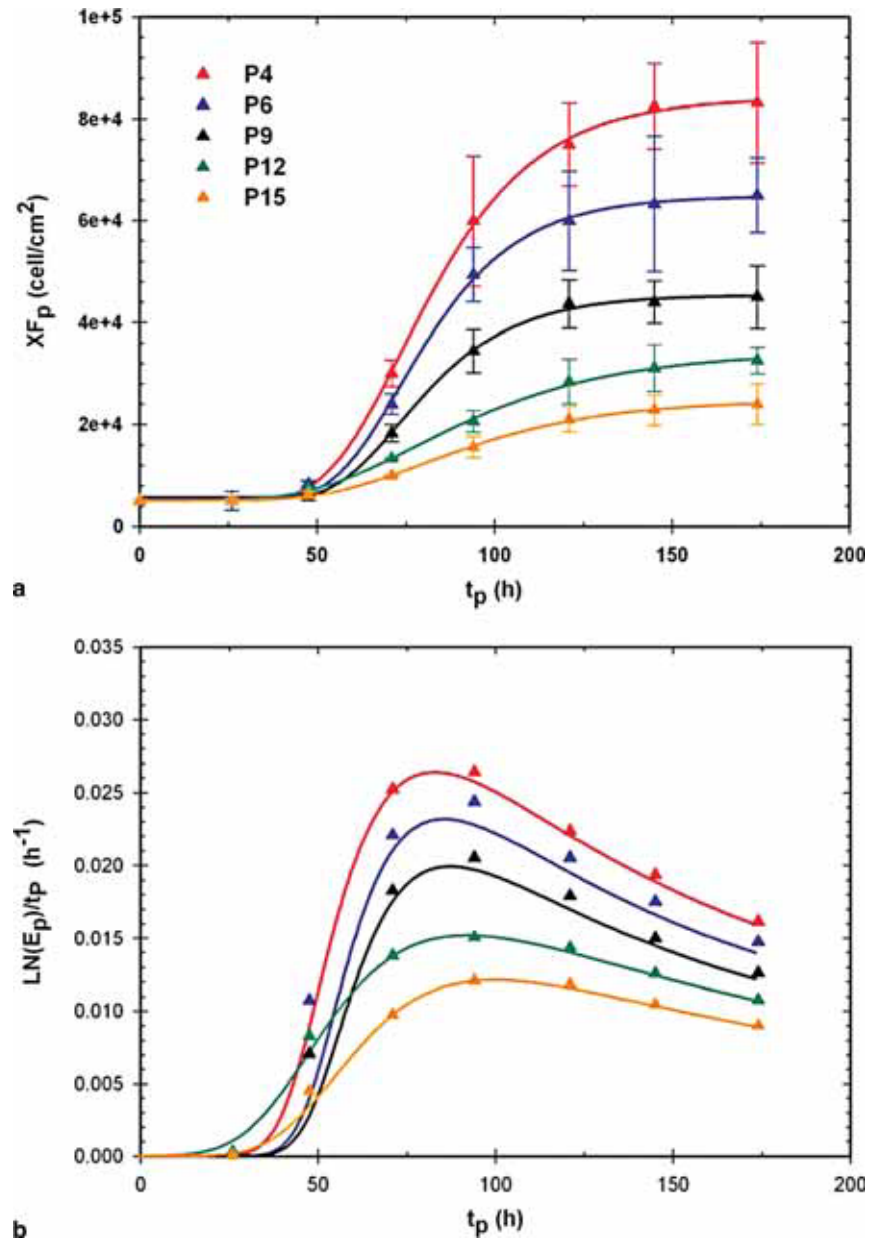 1e+5
8e+4
6e+4
4e+4
2e+4
0
XFp (cell/cm²)
P4
P6
P9
P12
P15
0 50 100 150 200
tp (h)
a
0.035
0.030
0.025
0.020
0.015
0.010
0.005
0.000
LN(Ep)/tP (h⁻¹)
0 50 100 150 200
tp (h)
b